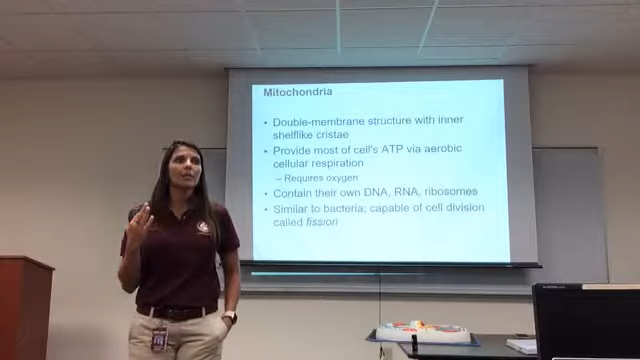 Mitochondria
• Double-membrane structure with inner
shelflike cristae
• Provide most of cell's ATP via aerobic
cellular respiration
– Requires oxygen
• Contain their own DNA, RNA, ribosomes
• Similar to bacteria; capable of cell division
called fission